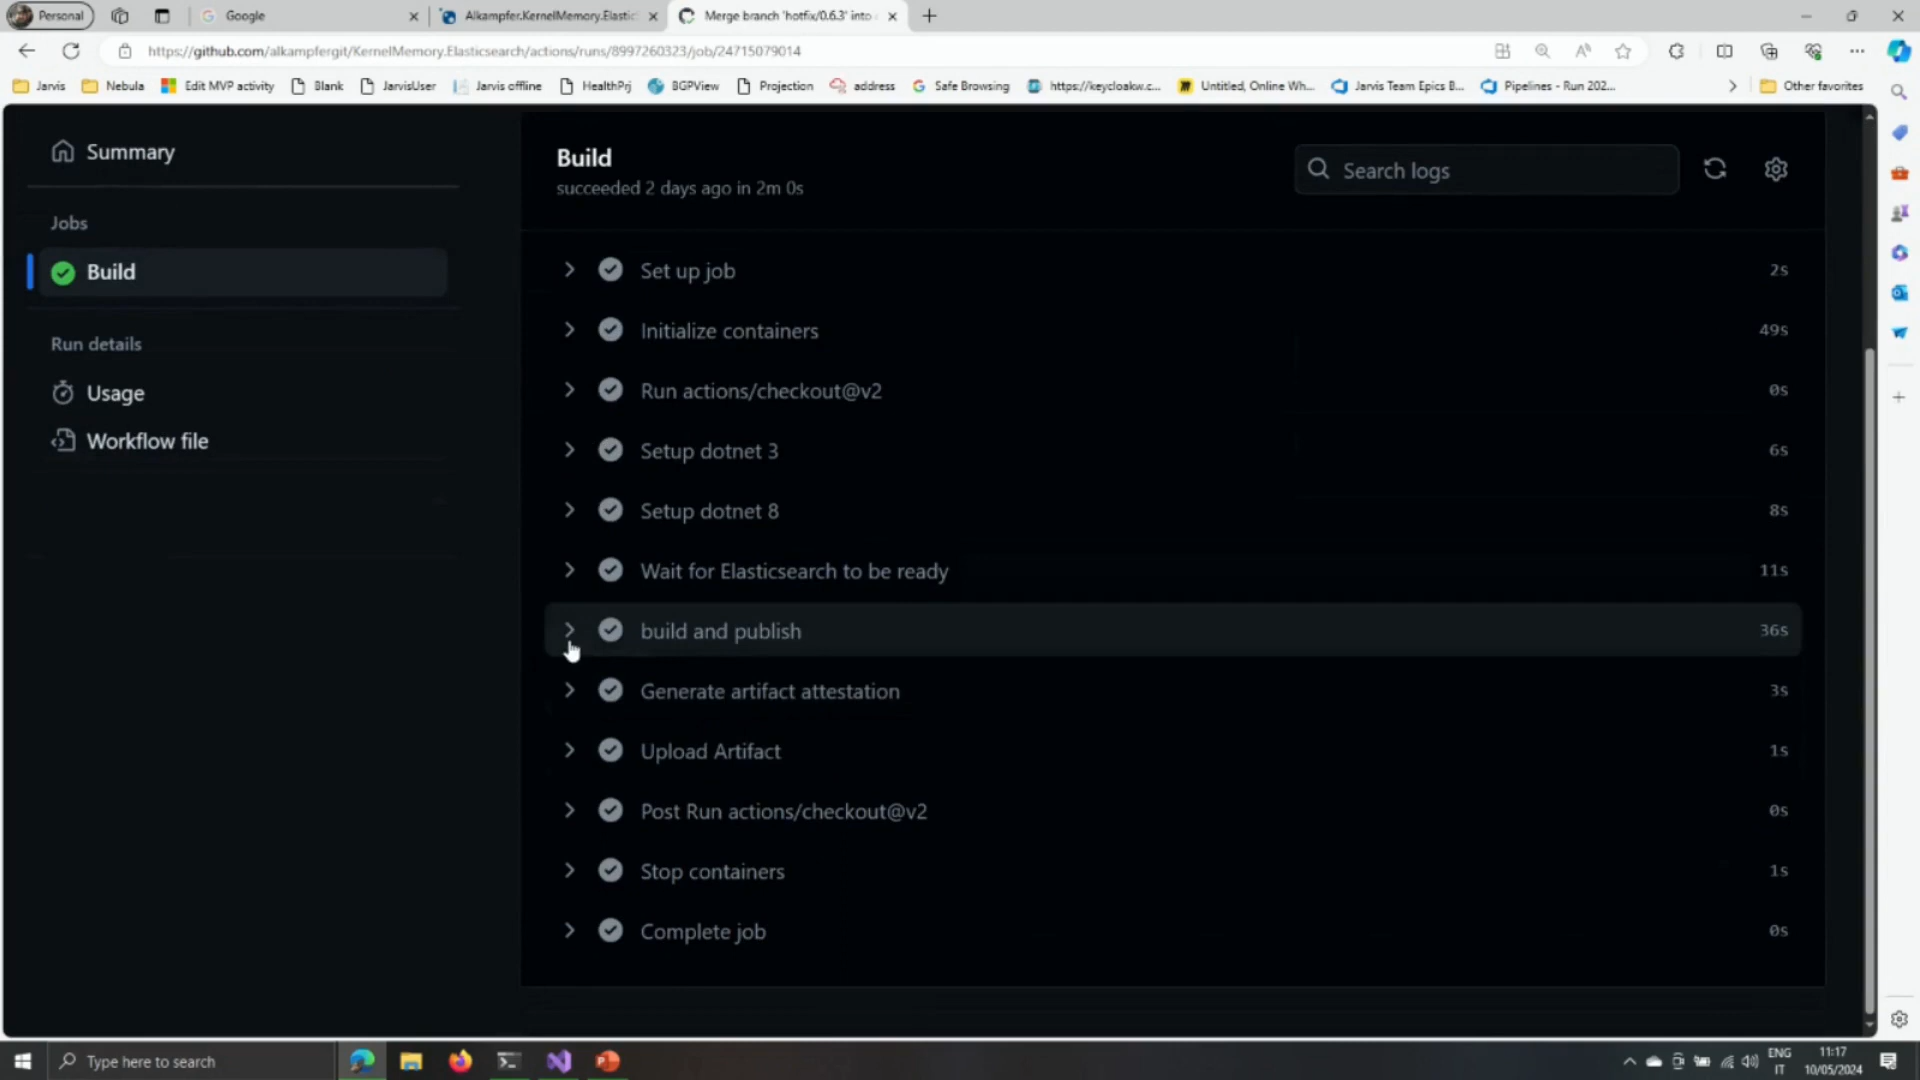 Personal
Google
Alkampfer.KernelMemory.Elastic
Merge branch 'hotfix/0.6.3' into
https://github.com/alkampfergit/KernelMemory.Elasticsearch/actions/runs/8997260323/job/24715079014
Jarvis
Nebula
Edit MVP activity
Blank
JarvisUser
Jarvis offline
HealthPrj
BGPView
Projection
address
Safe Browsing
https://keycloakw.c...
Untitled, Online Wh...
Jarvis Team Epics B...
Pipelines - Run 202...
Other favorites
Summary
Jobs
Build
Run details
Usage
Workflow file
Build
succeeded 2 days ago in 2m 0s
Search logs
Set up job 2s
Initialize containers 49s
Run actions/checkout@v2 0s
Setup dotnet 3 6s
Setup dotnet 8 8s
Wait for Elasticsearch to be ready 11s
build and publish 36s
Generate artifact attestation 3s
Upload Artifact 1s
Post Run actions/checkout@v2 0s
Stop containers 1s
Complete job 0s
Type here to search
ENG
IT
11:17
10/05/2024